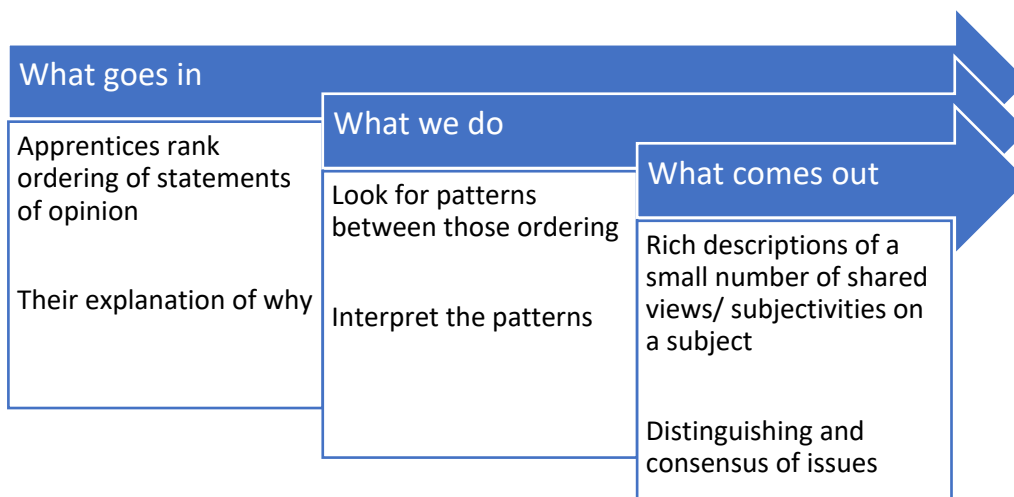 What goes in
Apprentices rank
ordering of statements
of opinion
Their explanation of why
What we do
Look for patterns
between those ordering
Interpret the patterns
What comes out
Rich descriptions of a
small number of shared
views/ subjectivities on
a subject
Distinguishing and
consensus of issues